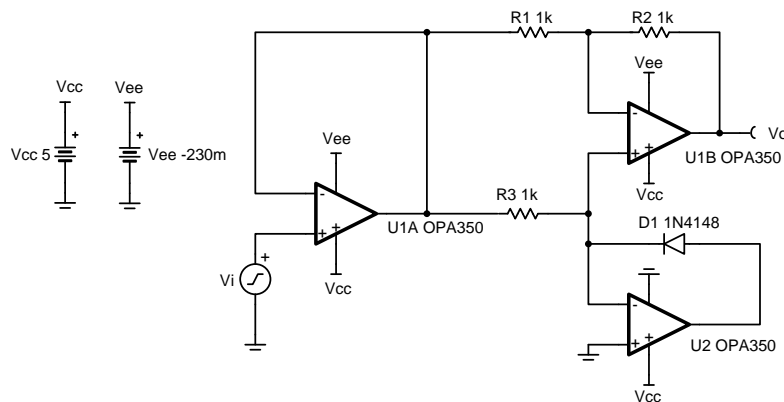 R1 1k
R2 1k
Vee
Vcc
Vee
Vcc 5
+
Vee -230m
+
Vee
-
+
+
U1B OPA350
Vcc
-
+
+
U1A OPA350
R3 1k
D1 1N4148
Vi
+
Vcc
-
+
+
U2 OPA350
Vcc